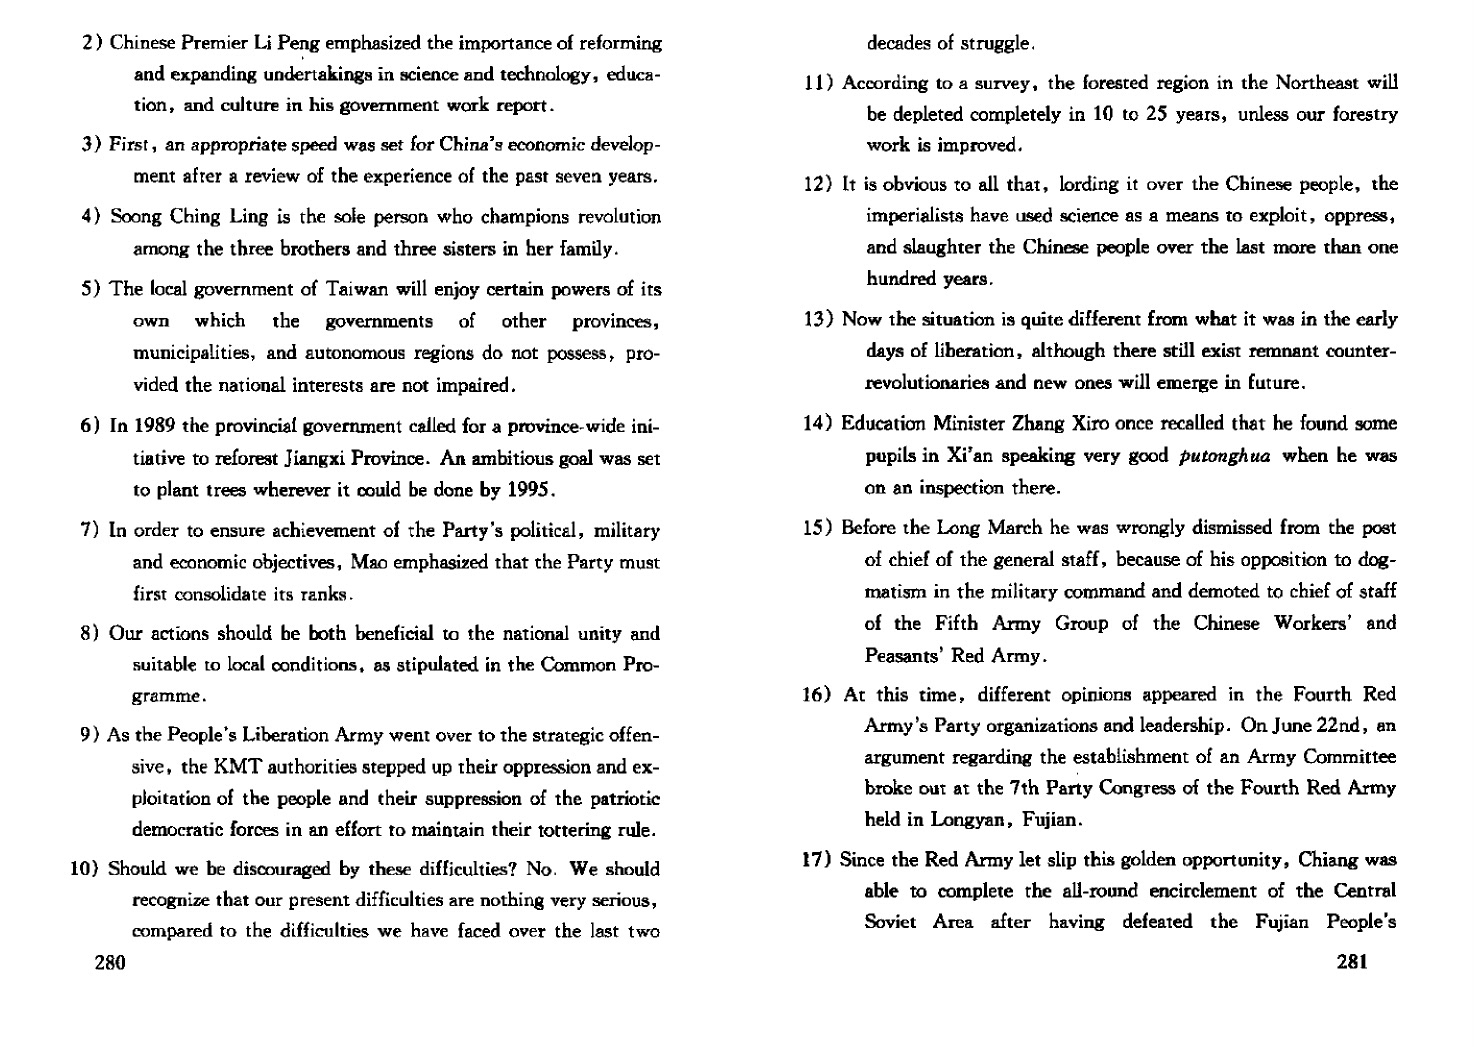 2) Chinese Premier Li Peng emphasized the importance of reforming
and expanding undertakings in science and technology, educa-
tion, and culture in his government work report.
3) First, an appropriate speed was set for China's economic develop-
ment after a review of the experience of the past seven years.
4) Soong Ching Ling is the sole person who champions revolution
among the three brothers and three sisters in her family.
5) The local government of Taiwan will enjoy certain powers of its
own which the governments of other provinces,
municipalities, and autonomous regions do not possess, pro-
vided the national interests are not impaired.
6) In 1989 the provincial government called for a province-wide ini-
tiative to reforest Jiangxi Province. An ambitious goal was set
to plant trees wherever it could be done by 1995.
7) In order to ensure achievement of the Party's political, military
and economic objectives, Mao emphasized that the Party must
first consolidate its ranks.
8) Our actions should be both beneficial to the national unity and
suitable to local conditions, as stipulated in the Common Pro-
gramme.
9) As the People's Liberation Army went over to the strategic offen-
sive, the KMT authorities stepped up their oppression and ex-
ploitation of the people and their suppression of the patriotic
democratic forces in an effort to maintain their tottering rule.
10) Should we be discouraged by these difficulties? No. We should
recognize that our present difficulties are nothing very serious,
compared to the difficulties we have faced over the last two
280
decades of struggle.
11) According to a survey, the forested region in the Northeast will
be depleted completely in 10 to 25 years, unless our forestry
work is improved.
12) It is obvious to all that, lording it over the Chinese people, the
imperialists have used science as a means to exploit, oppress,
and slaughter the Chinese people over the last more than one
hundred years.
13) Now the situation is quite different from what it was in the early
days of liberation, although there still exist remnant counter-
revolutionaries and new ones will emerge in future.
14) Education Minister Zhang Xiro once recalled that he found some
pupils in Xi'an speaking very good putonghua when he was
on an inspection there.
15) Before the Long March he was wrongly dismissed from the post
of chief of the general staff, because of his opposition to dog-
matism in the military command and demoted to chief of staff
of the Fifth Army Group of the Chinese Workers' and
Peasants' Red Army.
16) At this time, different opinions appeared in the Fourth Red
Army's Party organizations and leadership. On June 22nd, an
argument regarding the establishment of an Army Committee
broke out at the 7th Party Congress of the Fourth Red Army
held in Longyan, Fujian.
17) Since the Red Army let slip this golden opportunity, Chiang was
able to complete the all-round encirclement of the Central
Soviet Area after having defeated the Fujian People's
281